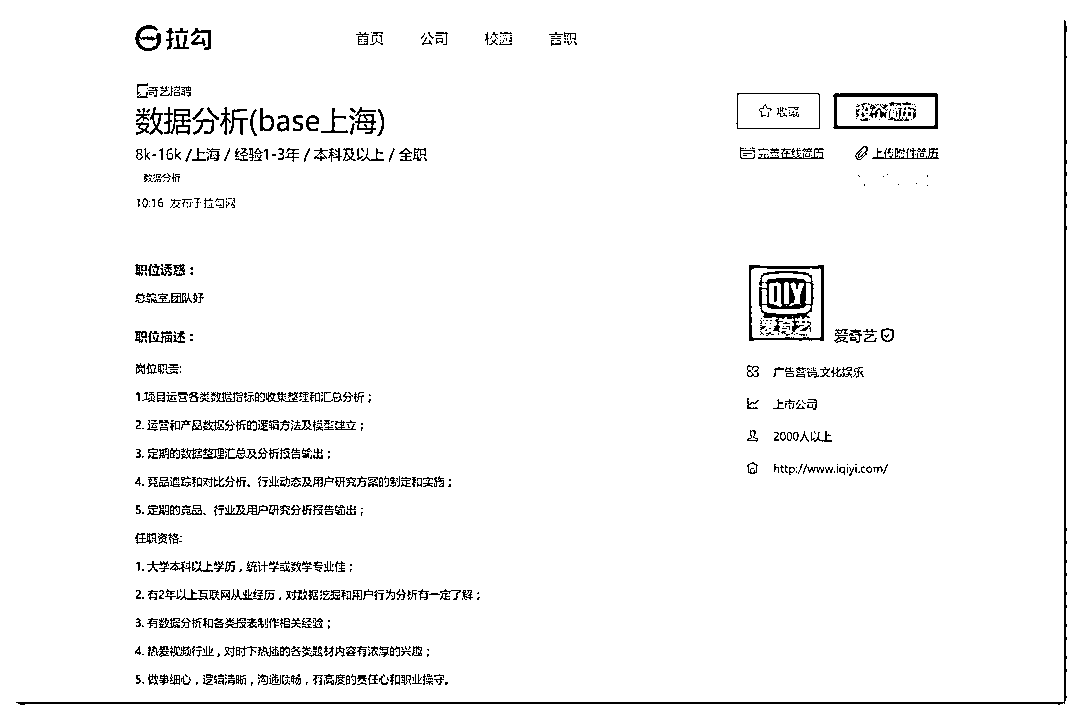 拉勾
首页 公司 校园 言职
奇艺招聘
数据分析(base上海)
收藏
投个简历
8k-16k /上海 / 经验1-3年 / 本科及以上 / 全职
完善在线简历 上传附件简历
数据分析
10:16 发布于拉勾网
职位诱惑：
总编室,团队好
职位描述：
岗位职责:
1.项目运营各类数据指标的收集整理和汇总分析；
2. 运营和产品数据分析的逻辑方法及模型建立；
3. 定期的数据整理汇总及分析报告输出；
4. 竞品追踪和对比分析、行业动态及用户研究方案的制定和实施；
5. 定期的竞品、行业及用户研究分析报告输出；
任职资格:
1. 大学本科以上学历，统计学或数学专业佳；
2. 有2年以上互联网从业经历，对数据挖掘和用户行为分析有一定了解；
3. 有数据分析和各类报表制作相关经验；
4. 热爱视频行业，对时下热播的各类题材内容有浓厚的兴趣；
5. 做事细心，逻辑清晰，沟通顺畅，有高度的责任心和职业操守。
iQIYI
爱奇艺
爱奇艺
广告营销,文化娱乐
上市公司
2000人以上
http://www.iqiyi.com/